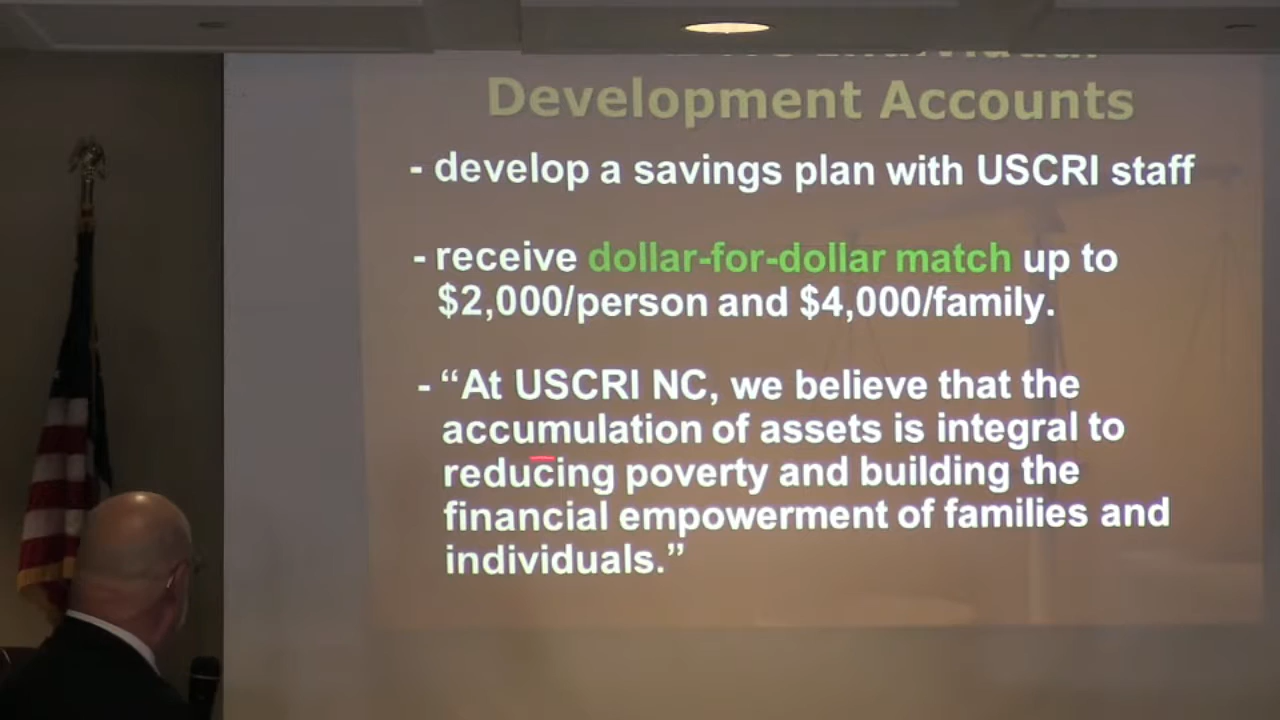 Development Accounts
- develop a savings plan with USCRI staff
- receive dollar-for-dollar match up to
$2,000/person and $4,000/family.
- “At USCRI NC, we believe that the
accumulation of assets is integral to
reducing poverty and building the
financial empowerment of families and
individuals.”